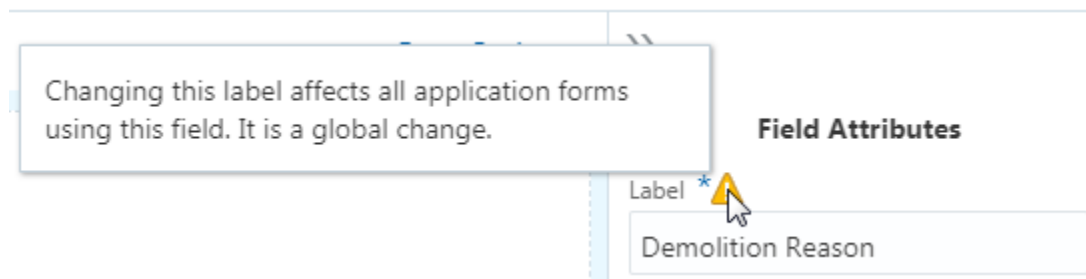 Changing this label affects all application forms
using this field. It is a global change.
Field Attributes
Label *
Demolition Reason